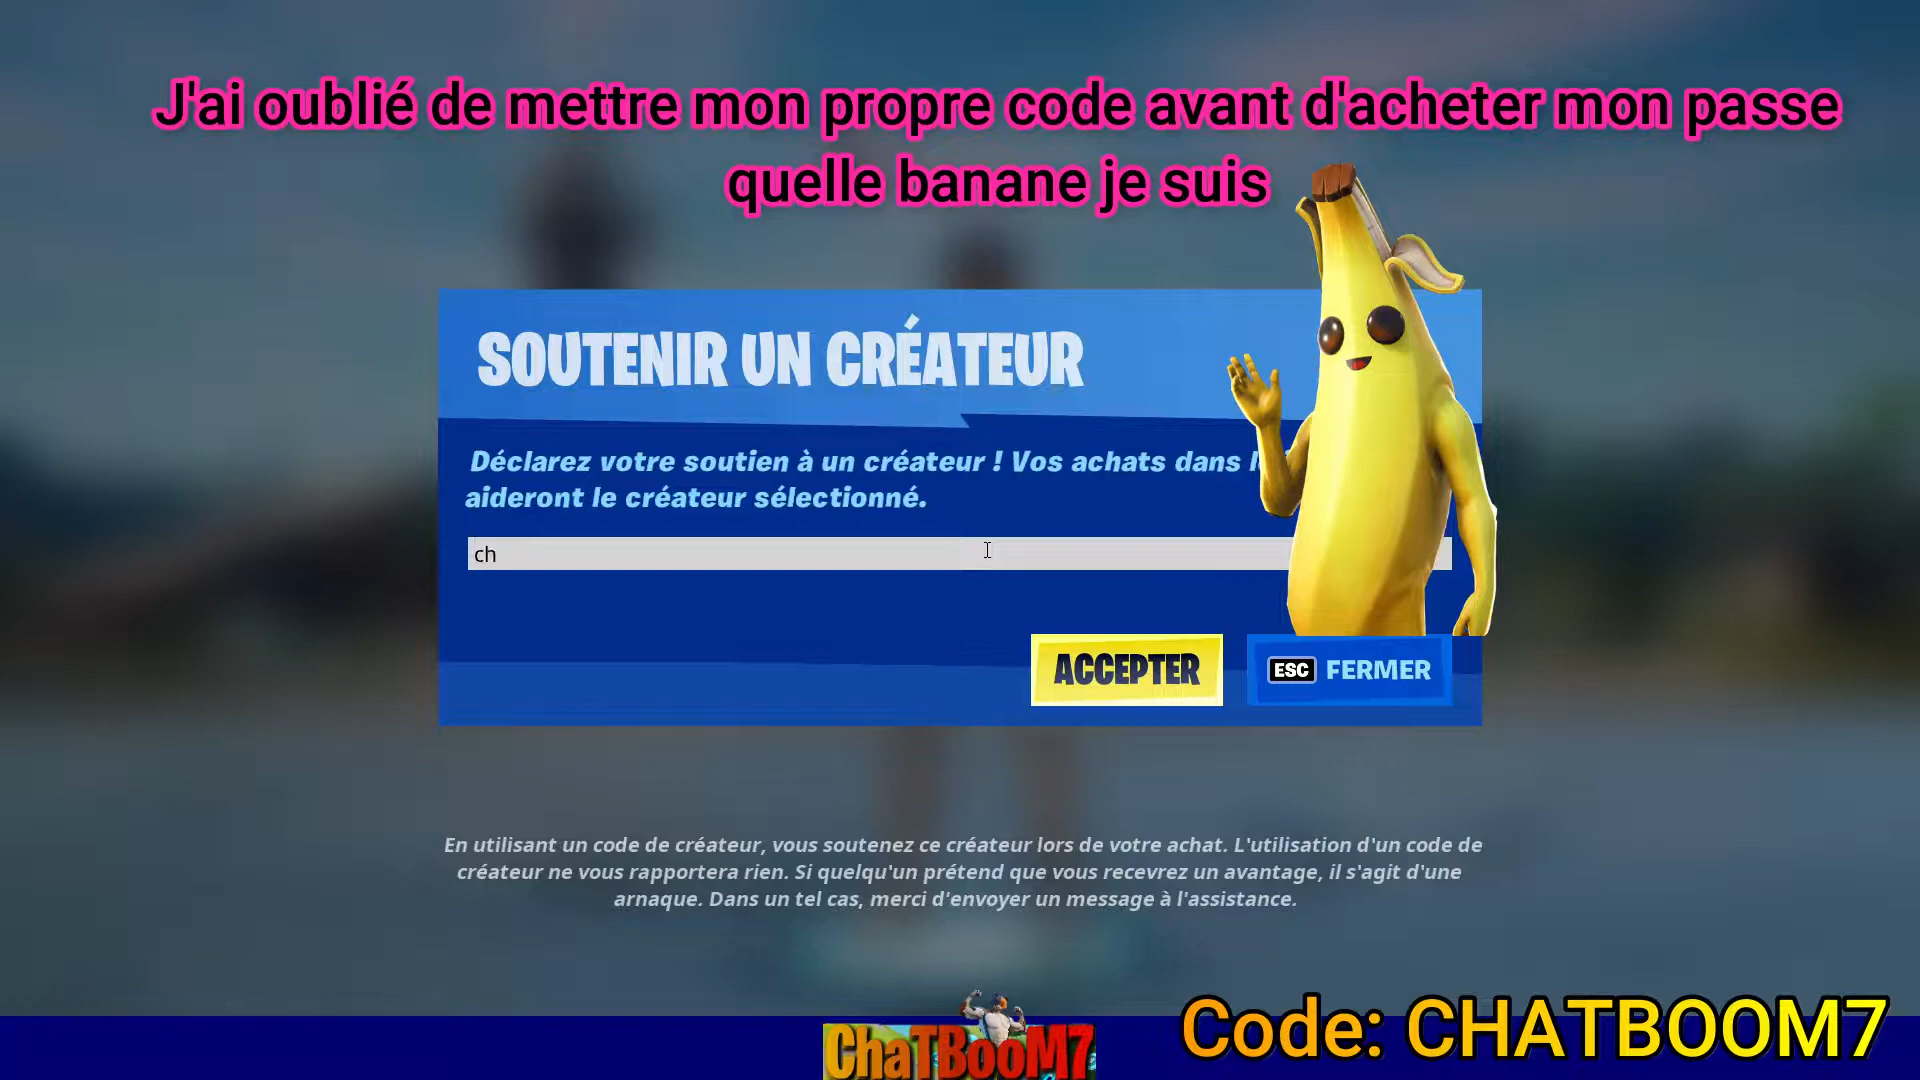 J'ai oublié de mettre mon propre code avant d'acheter mon passe
quelle banane je suis
SOUTENIR UN CRÉATEUR
Déclarez votre soutien à un créateur ! Vos achats dans
aideront le créateur sélectionné.
ch
ACCEPTER
ESC FERMER
En utilisant un code de créateur, vous soutenez ce créateur lors de votre achat. L'utilisation d'un code de
créateur ne vous rapportera rien. Si quelqu'un prétend que vous recevrez un avantage, il s'agit d'une
arnaque. Dans un tel cas, merci d'envoyer un message à l'assistance.
Code: CHATBOOM7
ChaTBooM7